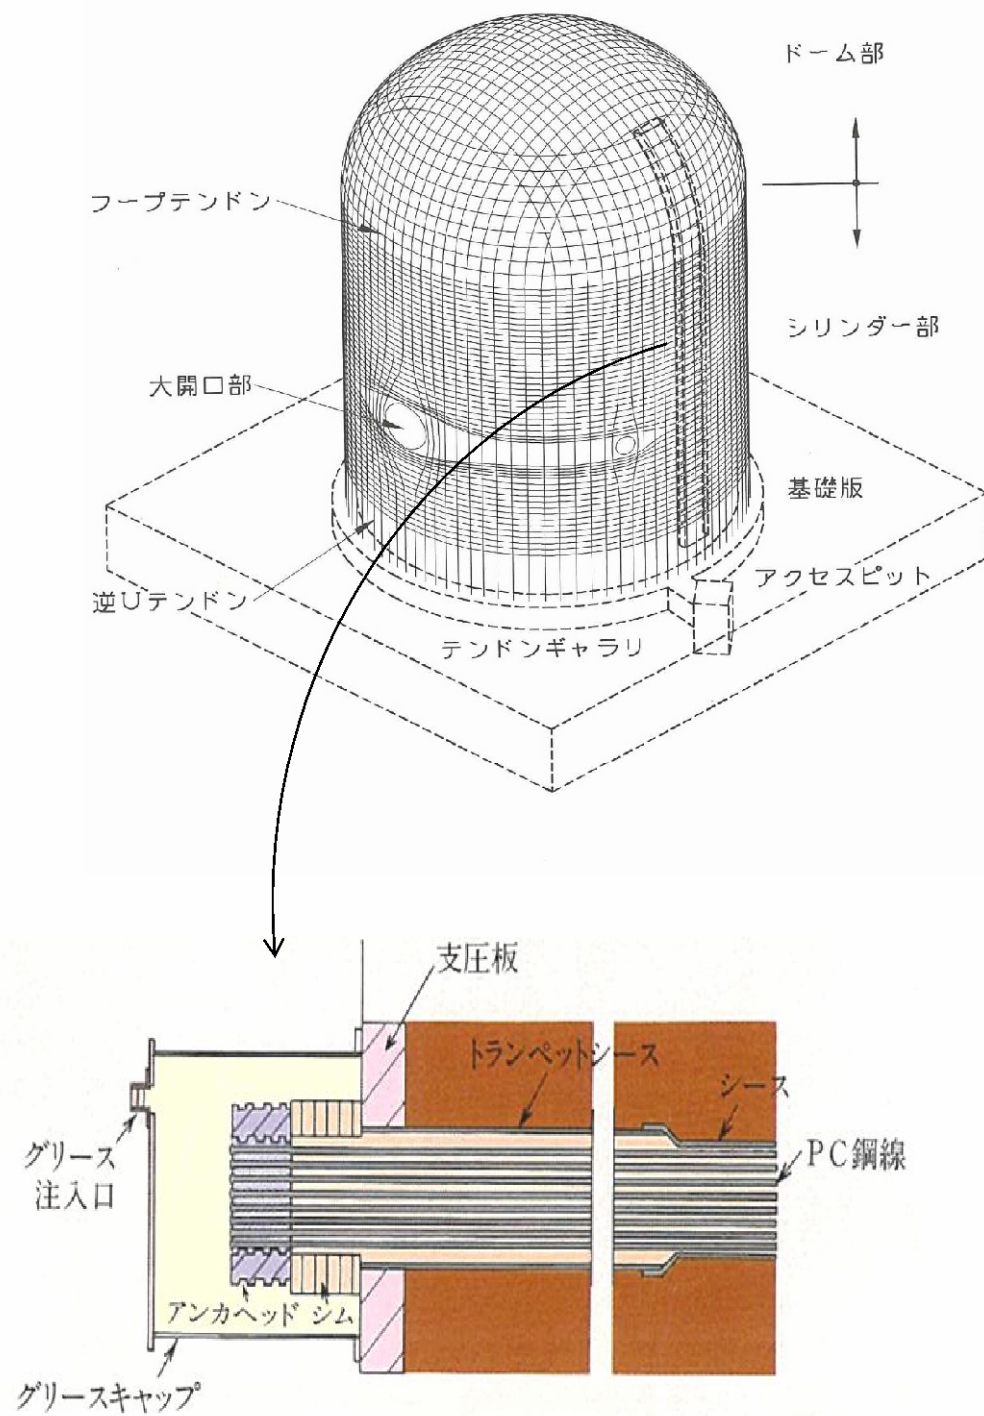 ドーム部
フープテンドン
シリンダー部
大開口部
基礎版
アクセスピット
逆Uテンドン
テンドンギャラリ
支圧板
トランペットシース
シース
グリース
注入口
PC鋼線
アンカヘッド シム
グリースキャップ